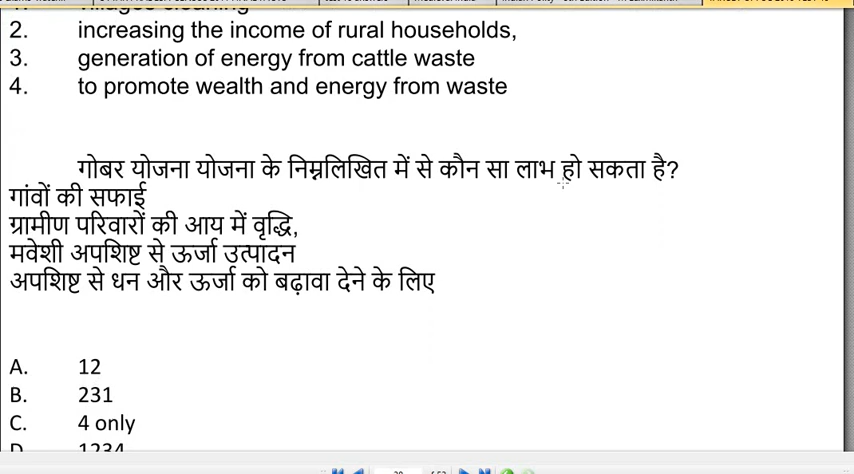 2. increasing the income of rural households,
3. generation of energy from cattle waste
4. to promote wealth and energy from waste
गोबर योजना योजना के निम्नलिखित में से कौन सा लाभ हो सकता है?
गांवों की सफाई
ग्रामीण परिवारों की आय में वृद्धि,
मवेशी अपशिष्ट से ऊर्जा उत्पादन
अपशिष्ट से धन और ऊर्जा को बढ़ावा देने के लिए
A. 12
B. 231
C. 4 only
D. 1234